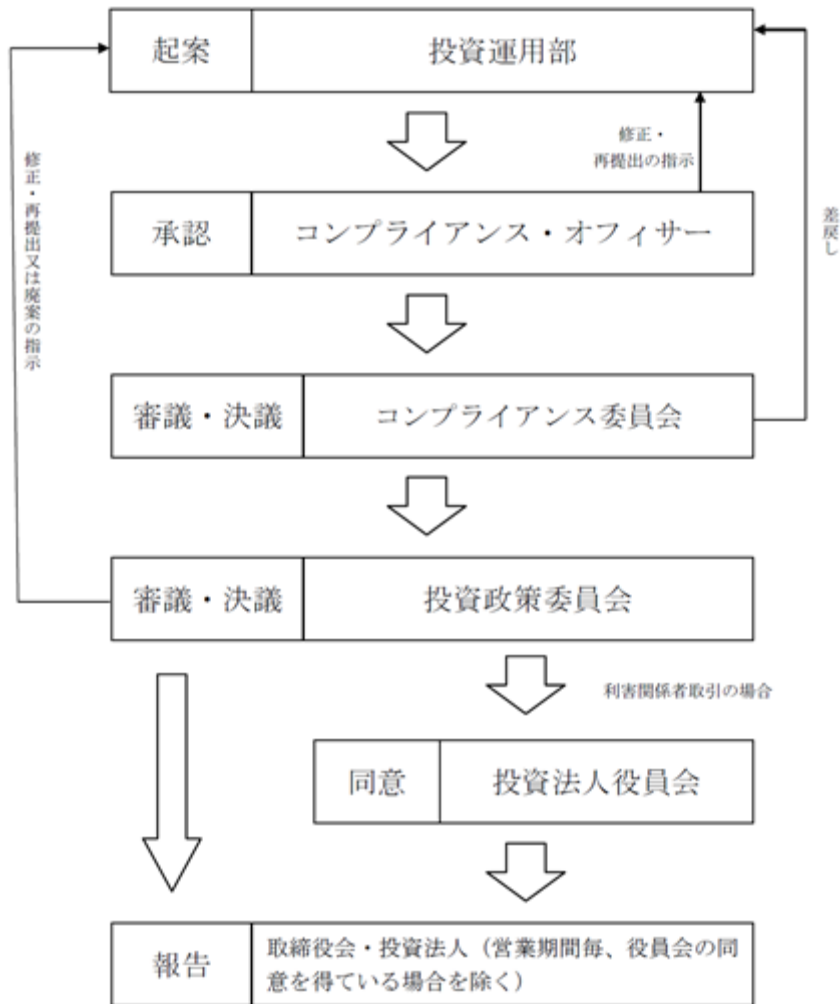 起案
投資運用部
修正・
再提出の指示
承認
コンプライアンス・オフィサー
修正・再提出又は廃案の指示
差戻し
審議・決議
コンプライアンス委員会
審議・決議
投資政策委員会
利害関係者取引の場合
同意
投資法人役員会
報告
取締役会・投資法人(営業期間毎、役員会の同
意を得ている場合を除く)